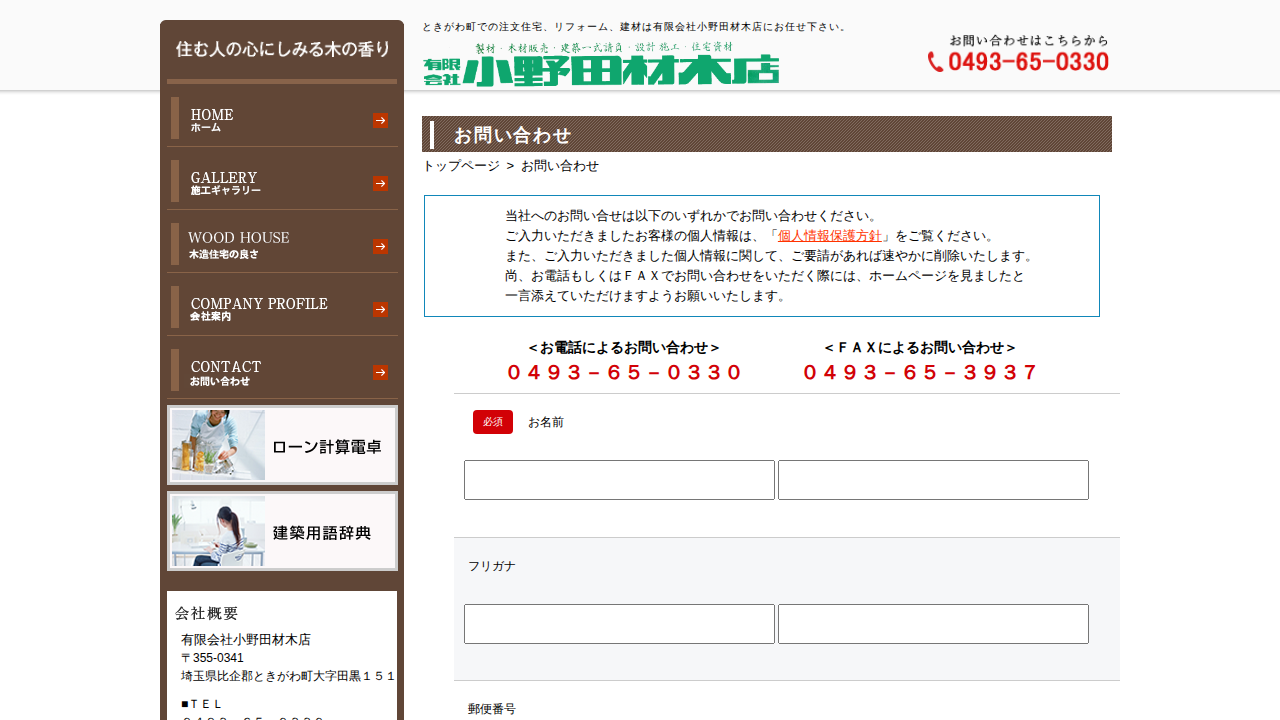 住む人の心にしみる木の香り
ときがわ町での注文住宅、リフォーム、建材は有限会社小野田材木店にお任せ下さい。
製材・木材販売・建築一式請負・設計施工・住宅資材
有限会社 小野田材木店
お問い合わせはこちらから
0493-65-0330
HOME
ホーム
GALLERY
施工ギャラリー
WOOD HOUSE
木造住宅の良さ
COMPANY PROFILE
会社案内
CONTACT
お問い合わせ
ローン計算電卓
建築用語辞典
会社概要
有限会社小野田材木店
〒355-0341
埼玉県比企郡ときがわ町大字田黒１５１
■ＴＥＬ
お問い合わせ
トップページ > お問い合わせ
当社へのお問い合せは以下のいずれかでお問い合わせください。
ご入力いただきましたお客様の個人情報は、「個人情報保護方針」をご覧ください。
また、ご入力いただきました個人情報に関して、ご要請があれば速やかに削除いたします。
尚、お電話もしくはＦＡＸでお問い合わせをいただく際には、ホームページを見ましたと
一言添えていただけますようお願いいたします。
＜お電話によるお問い合わせ＞
０４９３－６５－０３３０
＜ＦＡＸによるお問い合わせ＞
０４９３－６５－３９３７
必須 お名前
フリガナ
郵便番号